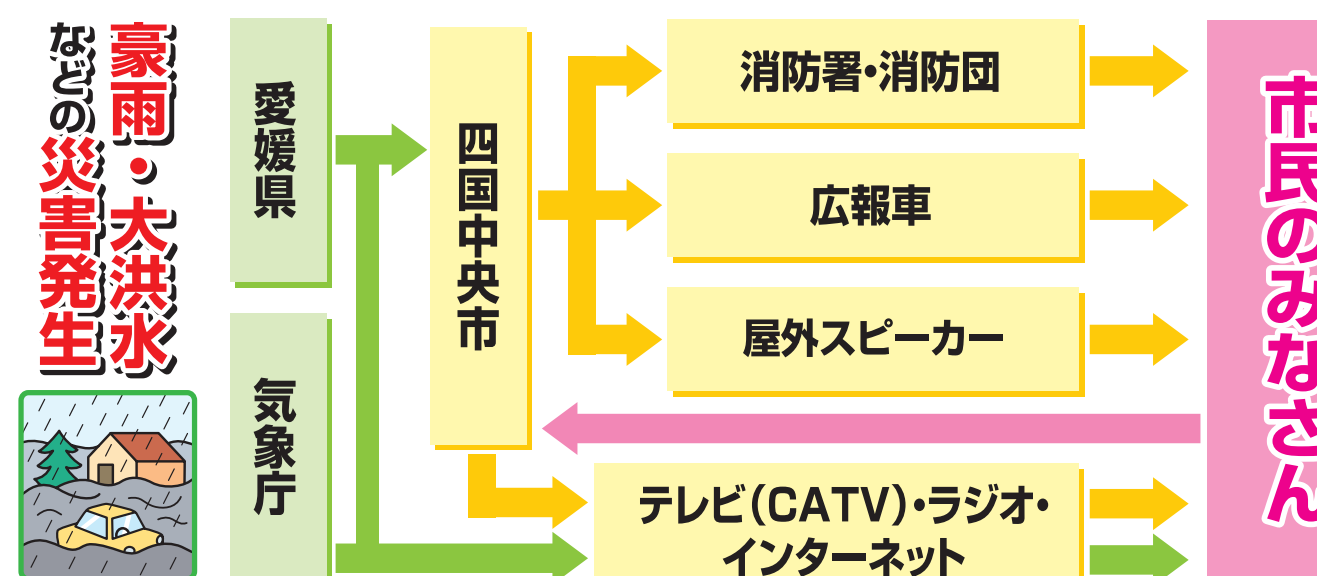 豪雨・大洪水
などの災害発生
愛媛県
気象庁
四国中央市
消防署・消防団
広報車
屋外スピーカー
テレビ(CATV)・ラジオ・
インターネット
市民のみなさん